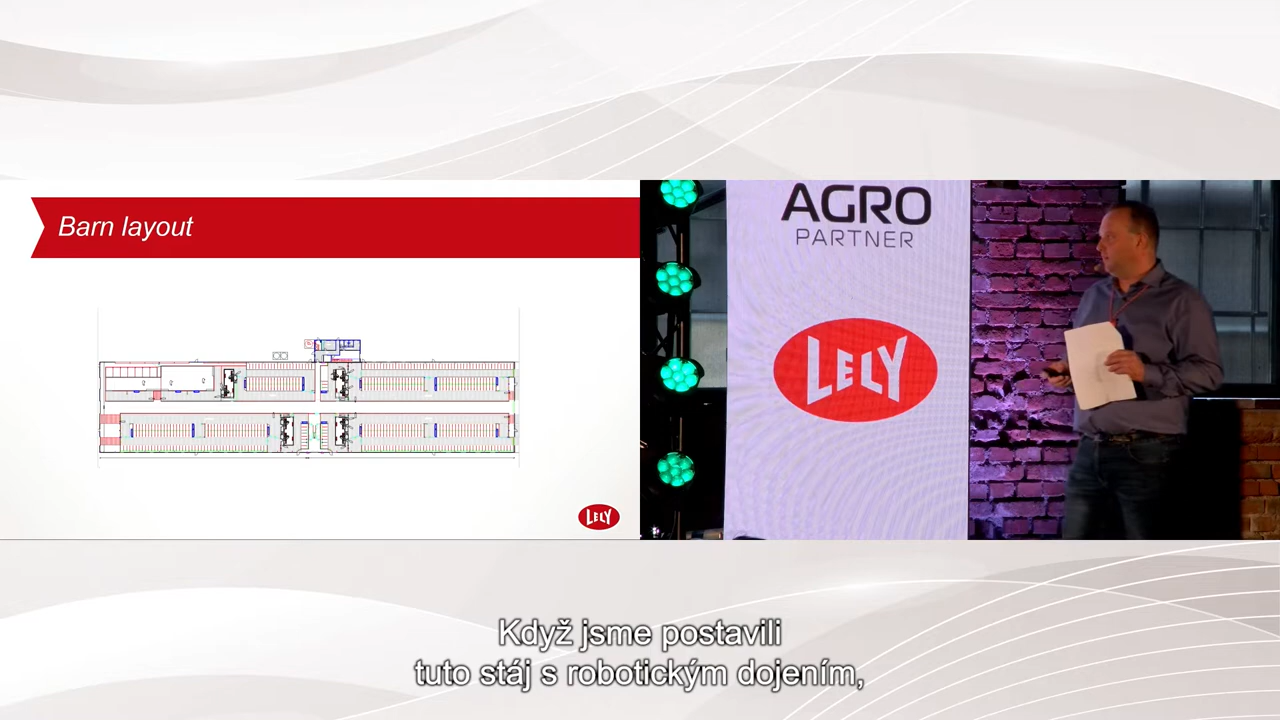 Barn layout
LELY
AGRO
PARTNER
LELY
Když jsme postavili
tuto stáj s robotickým dojením,